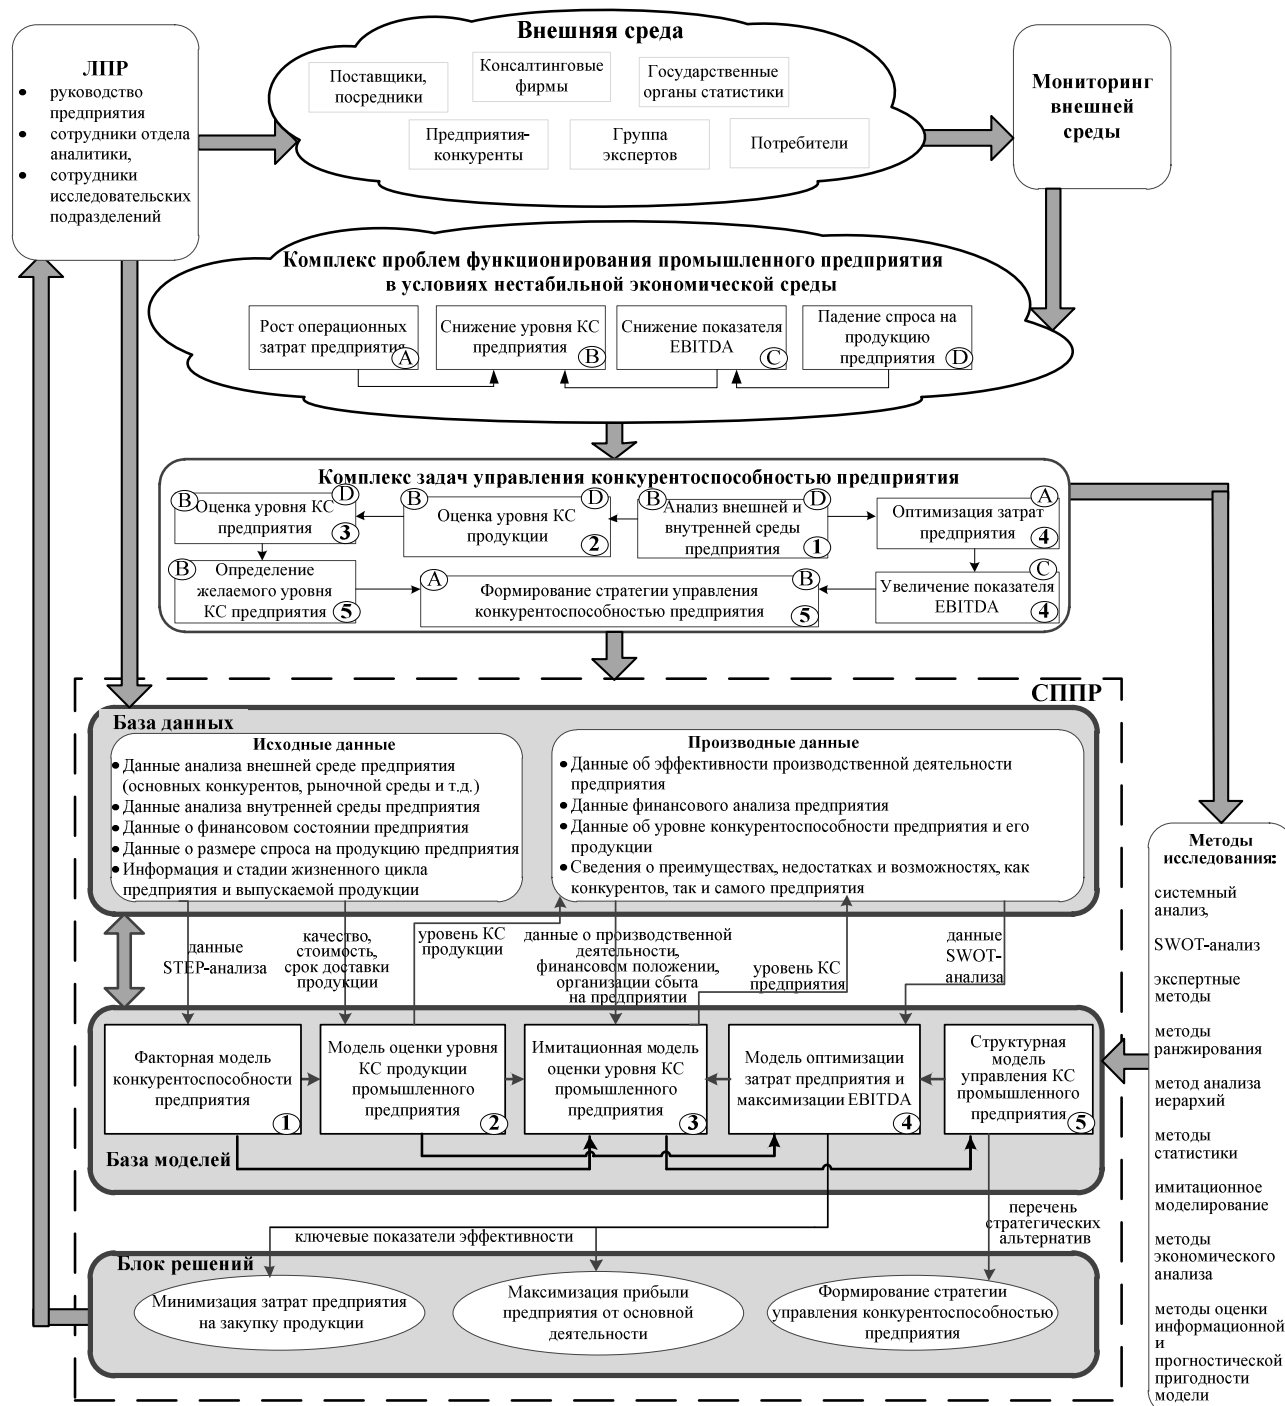 ЛПР
• руководство
предприятия
• сотрудники отдела
аналитики,
• сотрудники
исследовательских
подразделений
Внешняя среда
Поставщики,
посредники
Консалтинговые
фирмы
Государственные
органы статистики
Предприятия-
конкуренты
Группа
экспертов
Потребители
Мониторинг
внешней
среды
Комплекс проблем функционирования промышленного предприятия
в условиях нестабильной экономической среды
Рост операционных
затрат предприятия
A
Снижение уровня КС
предприятия
B
Снижение показателя
EBITDA
C
Падение спроса на
продукцию
предприятия
D
Комплекс задач управления конкурентоспособностью предприятия
B
D
Оценка уровня КС
предприятия
3
B
D
Оценка уровня КС
продукции
2
B
D
Анализ внешней и
внутренней среды
предприятия
1
A
Оптимизация затрат
предприятия
4
B
Определение
желаемого уровня
КС предприятия
5
A
B
Формирование стратегии управления
конкурентоспособностью предприятия
5
C
Увеличение показателя
EBITDA
4
СППР
База данных
Исходные данные
• Данные анализа внешней среде предприятия
(основных конкурентов, рыночной среды и т.д.)
• Данные анализа внутренней среды предприятия
• Данные о финансовом состоянии предприятия
• Данные о размере спроса на продукцию предприятия
• Информация и стадии жизненного цикла
предприятия и выпускаемой продукции
Производные данные
• Данные об эффективности производственной деятельности
предприятия
• Данные финансового анализа предприятия
• Данные об уровне конкурентоспособности предприятия и его
продукции
• Сведения о преимуществах, недостатках и возможностях, как
конкурентов, так и самого предприятия
данные
STEP-анализа
качество,
стоимость,
срок доставки
продукции
уровень КС
продукции
данные о производственной
деятельности,
финансовом положении,
организации сбыта
на предприятии
уровень КС
предприятия
данные
SWOT-
анализа
Факторная модель
конкурентоспособности
предприятия
1
Модель оценки уровня
КС продукции
промышленного
предприятия
2
Имитационная модель
оценки уровня КС
промышленного
предприятия
3
Модель оптимизации
затрат предприятия и
максимизации EBITDA
4
Структурная
модель
управления КС
промышленного
предприятия
5
База моделей
ключевые показатели эффективности
перечень
стратегических
альтернатив
Блок решений
Минимизация затрат предприятия
на закупку продукции
Максимизация прибыли
предприятия от основной
деятельности
Формирование стратегии
управления конкурентоспособностью
предприятия
Методы
исследования:
системный
анализ,
SWOT-анализ
экспертные
методы
методы
ранжирования
метод анализа
иерархий
методы
статистики
имитационное
моделирование
методы
экономического
анализа
методы оценки
информационной
и
прогностической
пригодности
модели